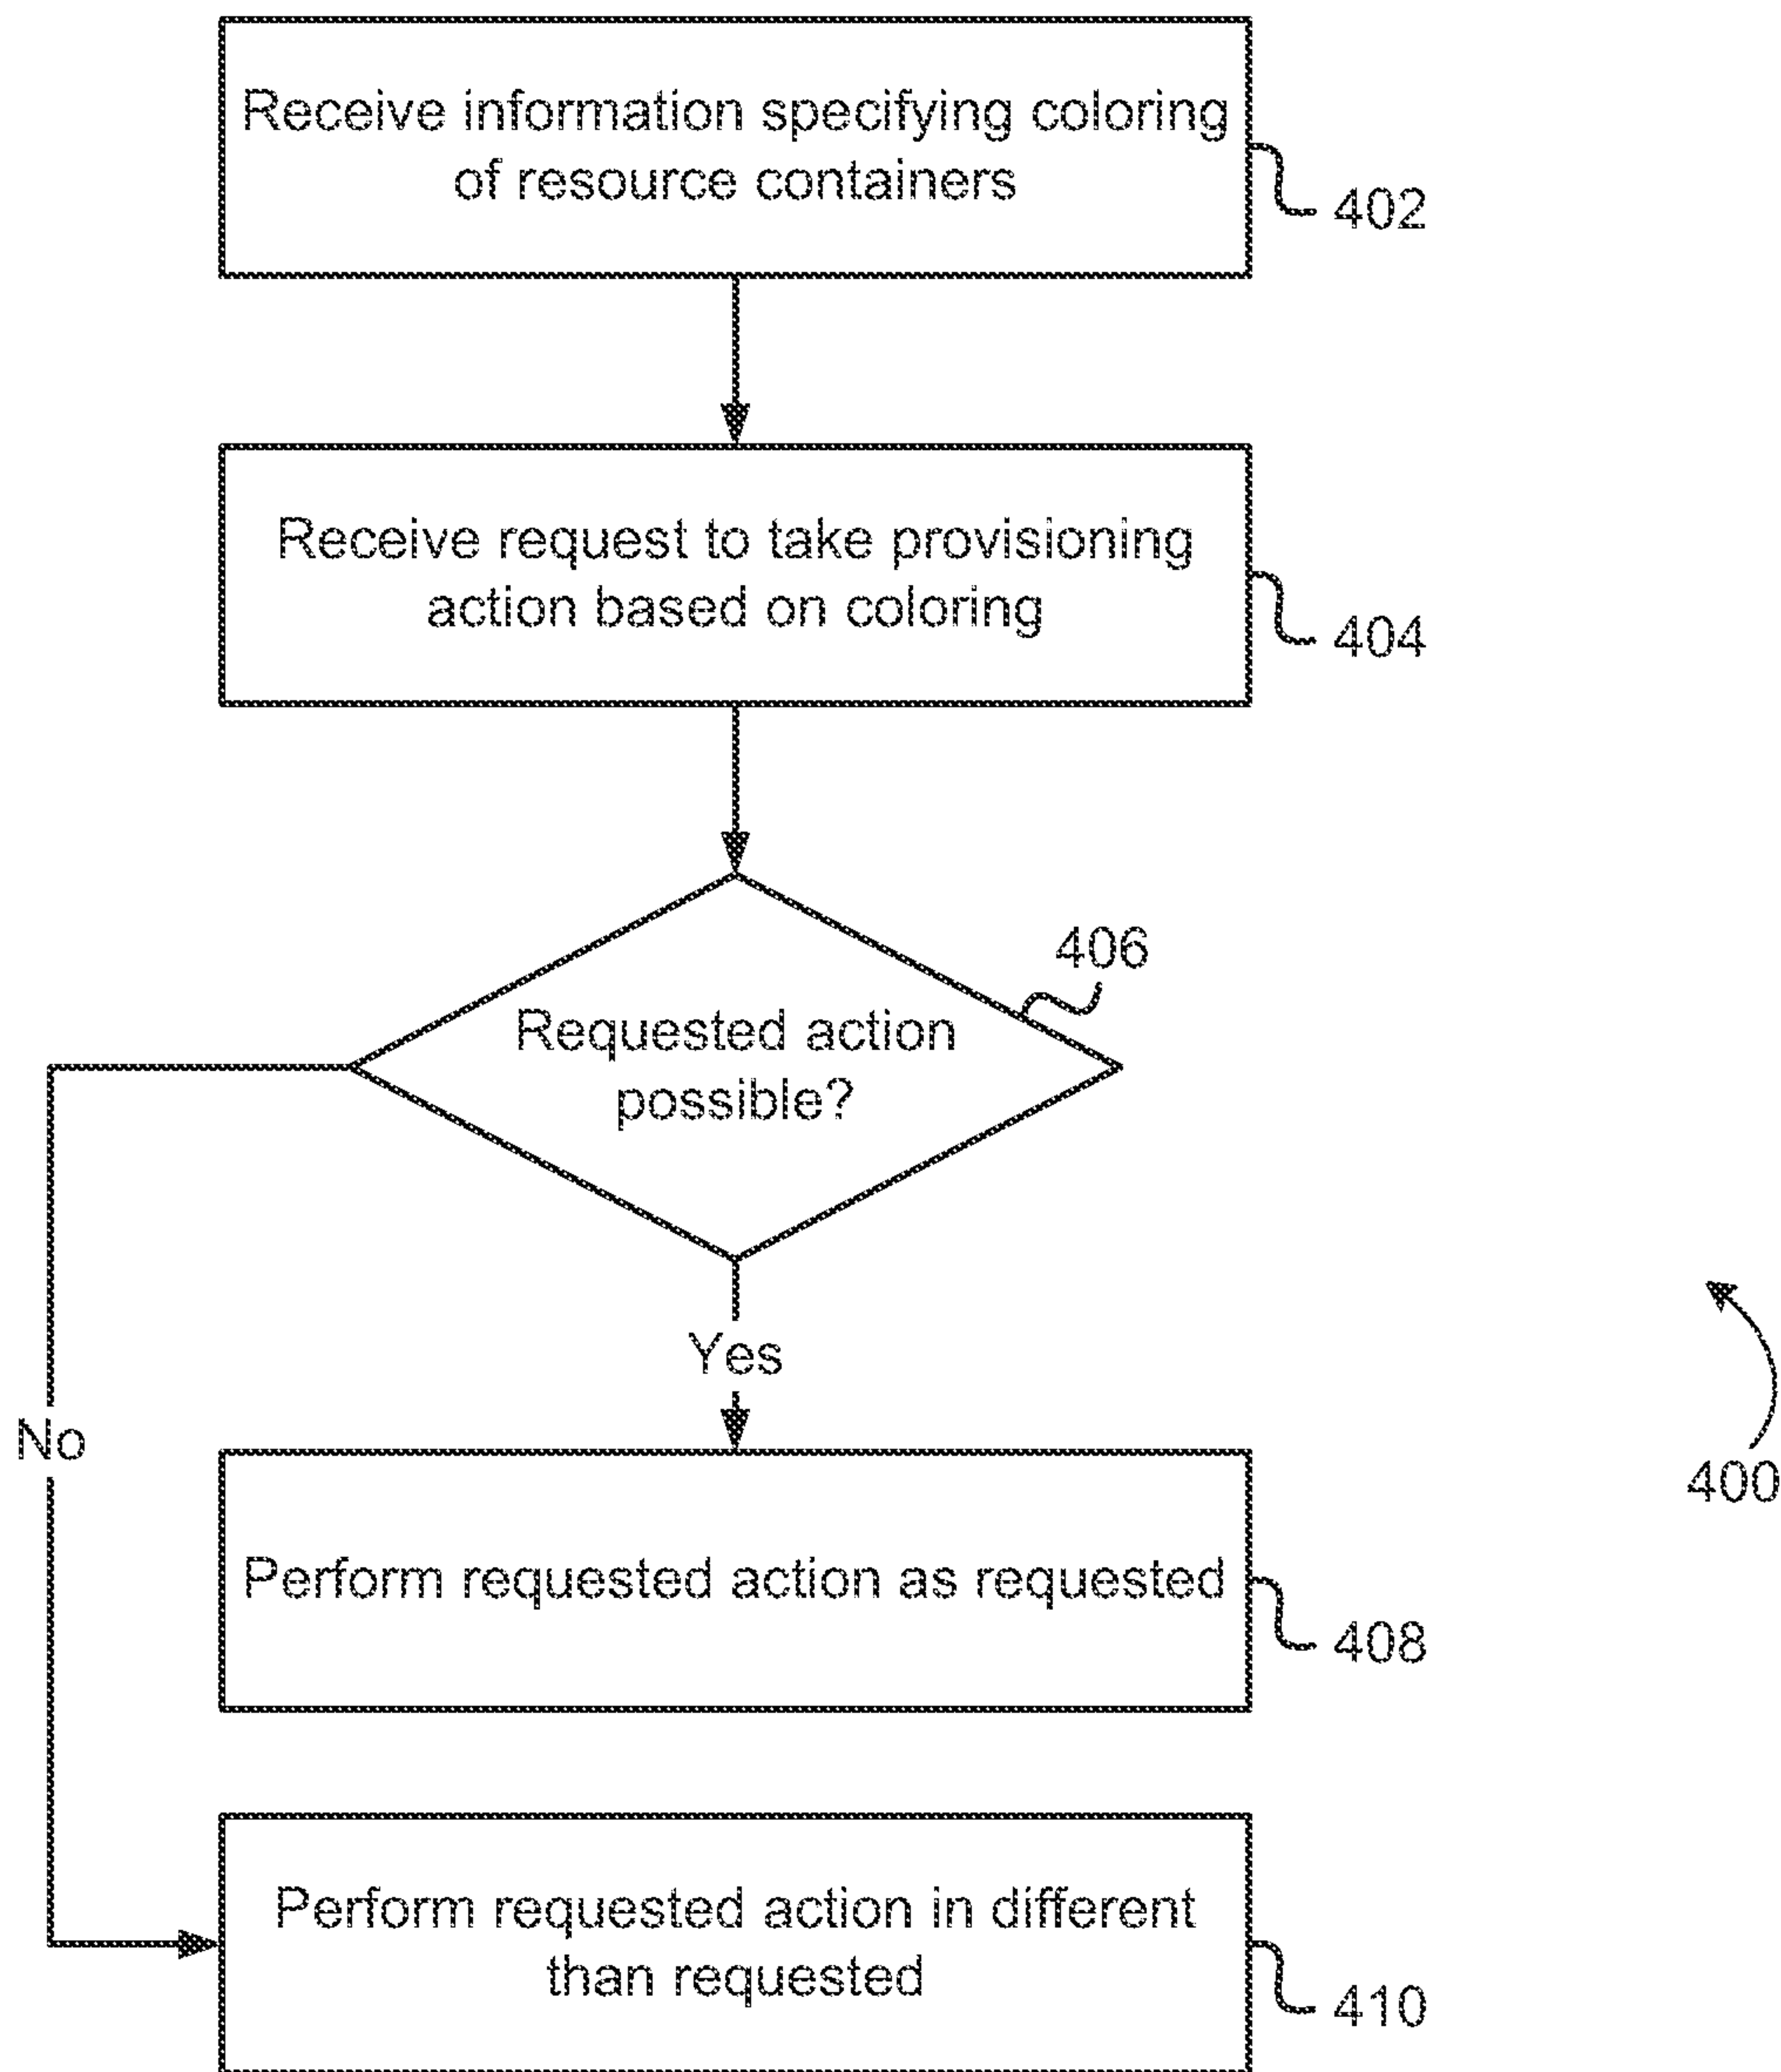 Receive information specifying coloring
of resource containers
402
Receive request to take provisioning
action based on coloring
404
406
Requested action
possible?
Yes
No
400
Perform requested action as requested
408
Perform requested action in different
than requested
410